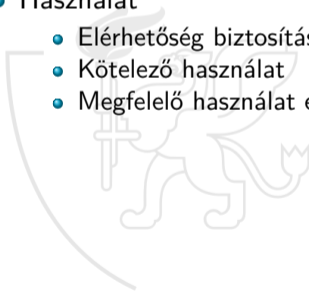 Használat
Elérhetőség biztosítás
Kötelező használat
Megfelelő használat